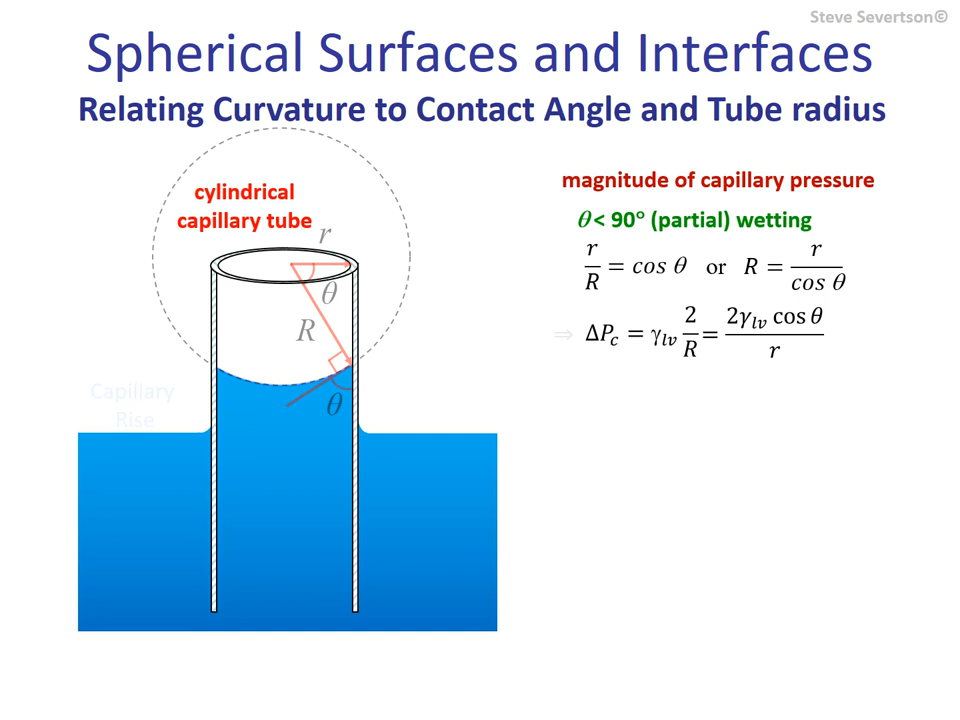 Steve Severtson©
Spherical Surfaces and Interfaces
Relating Curvature to Contact Angle and Tube radius
cylindrical
capillary tube
r
θ
R
θ
Capillary
Rise
magnitude of capillary pressure
θ < 90° (partial) wetting
r/R = cos θ or R = r/cos θ
⇒ ΔP_c = γ_lv 2/R = 2γ_lv cos θ/r